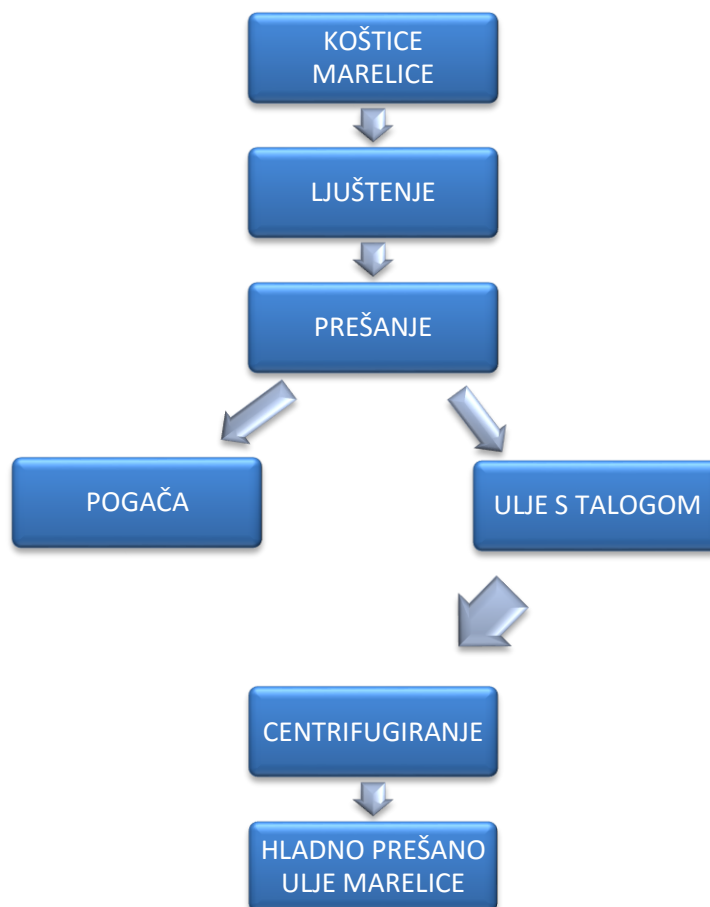 KOŠTICE
MARELICE
LJUŠTENJE
PREŠANJE
POGAČA
ULJE S TALOGOM
CENTRIFUGIRANJE
HLADNO PREŠANO
ULJE MARELICE